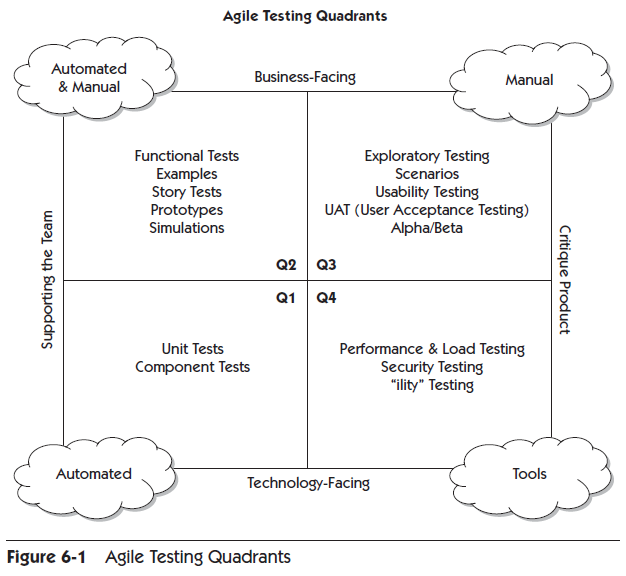 Agile Testing Quadrants
Automated
& Manual
Business-Facing
Manual
Functional Tests
Examples
Story Tests
Prototypes
Simulations
Exploratory Testing
Scenarios
Usability Testing
UAT (User Acceptance Testing)
Alpha/Beta
Supporting the Team
Critique Product
Q2
Q3
Q1
Q4
Unit Tests
Component Tests
Performance & Load Testing
Security Testing
“ility” Testing
Automated
Technology-Facing
Tools
Figure 6-1 Agile Testing Quadrants